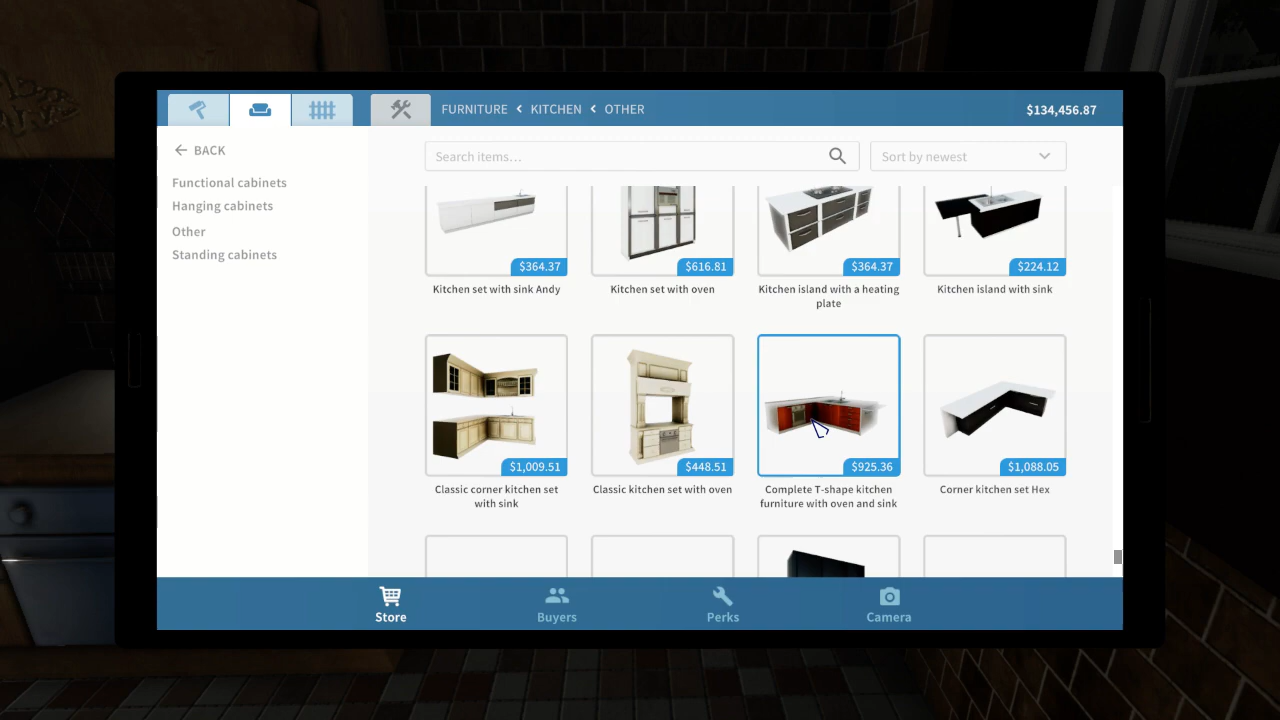 FURNITURE < KITCHEN < OTHER
$134,456.87
BACK
Search items...
Sort by newest
Functional cabinets
Hanging cabinets
Other
Standing cabinets
$364.37
$616.81
$364.37
$224.12
Kitchen set with sink Andy
Kitchen set with oven
Kitchen island with a heating
plate
Kitchen island with sink
$1,009.51
$448.51
$925.36
$1,088.05
Classic corner kitchen set
with sink
Classic kitchen set with oven
Complete T-shape kitchen
furniture with oven and sink
Corner kitchen set Hex
Store
Buyers
Perks
Camera